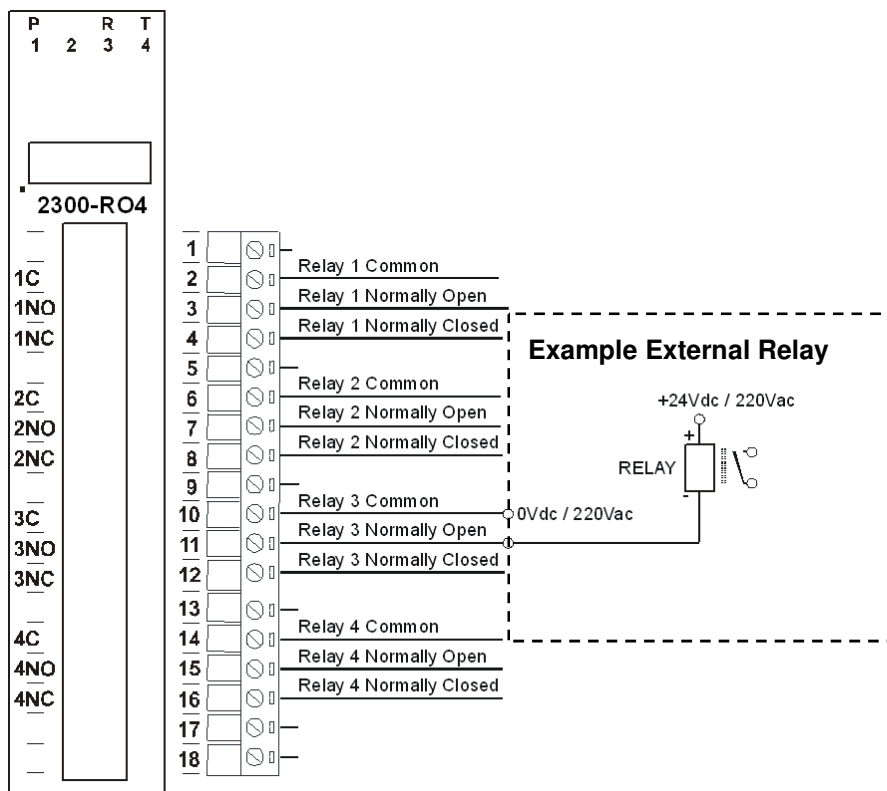 P R T
1 2 3 4
2300-RO4
1C
1NO
1NC
2C
2NO
2NC
3C
3NO
3NC
4C
4NO
4NC
1
2 Relay 1 Common
3 Relay 1 Normally Open
4 Relay 1 Normally Closed
5
6 Relay 2 Common
7 Relay 2 Normally Open
8 Relay 2 Normally Closed
9
10 Relay 3 Common
11 Relay 3 Normally Open
12 Relay 3 Normally Closed
13
14 Relay 4 Common
15 Relay 4 Normally Open
16 Relay 4 Normally Closed
17
18
Example External Relay
+24Vdc / 220Vac
+
RELAY
-
0Vdc / 220Vac